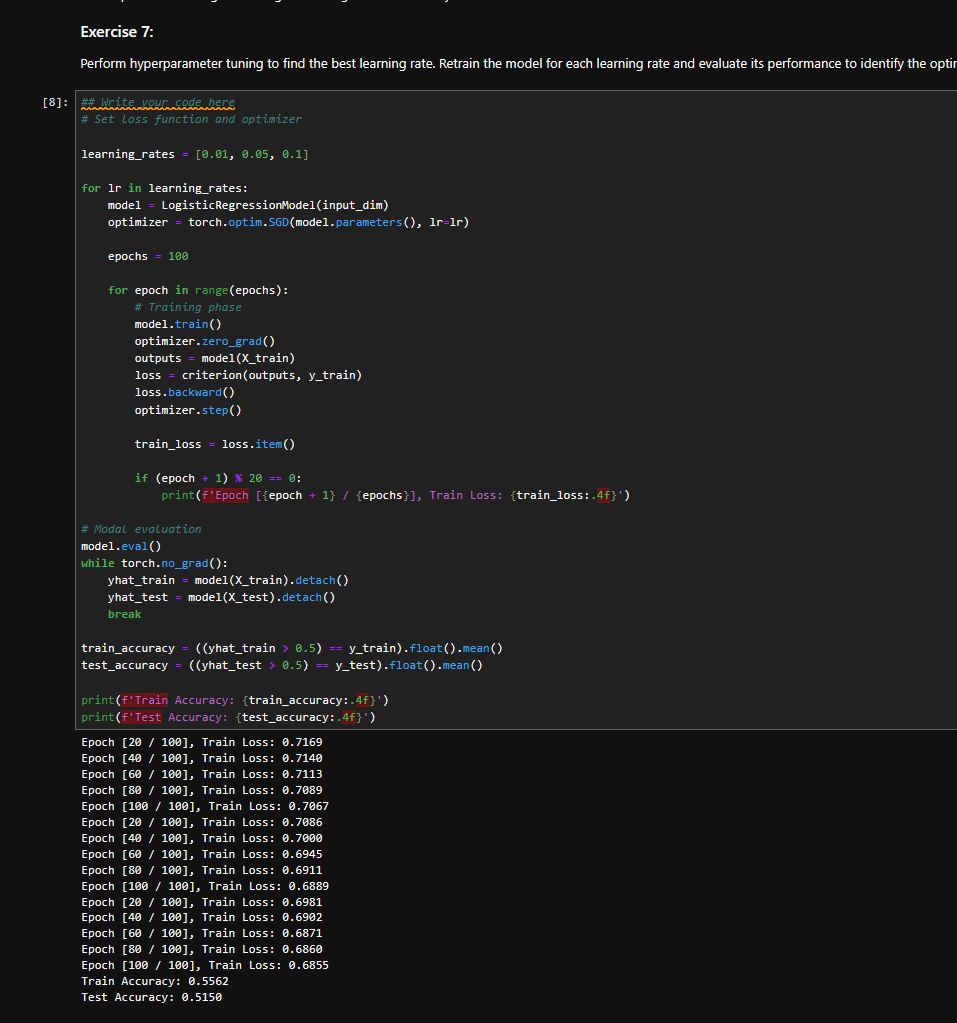 Exercise 7:
Perform hyperparameter tuning to find the best learning rate. Retrain the model for each learning rate and evaluate its performance to identify the
[8]:
## Write your code here
# Set loss function and optimizer
learning_rates = [0.01, 0.05, 0.1]
for lr in learning_rates:
    model = LogisticRegressionModel(input_dim)
    optimizer = torch.optim.SGD(model.parameters(), lr=lr)
    epochs = 100
    for epoch in range(epochs):
        # Training phase
        model.train()
        optimizer.zero_grad()
        outputs = model(X_train)
        loss = criterion(outputs, y_train)
        loss.backward()
        optimizer.step()
        train_loss = loss.item()
        if (epoch + 1) % 20 == 0:
            print(f'Epoch [{epoch + 1} / {epochs}], Train Loss: {train_loss:.4f}')
# Modal evaluation
model.eval()
while torch.no_grad():
    yhat_train = model(X_train).detach()
    yhat_test = model(X_test).detach()
    break
train_accuracy = ((yhat_train > 0.5) == y_train).float().mean()
test_accuracy = ((yhat_test > 0.5) == y_test).float().mean()
print(f'Train Accuracy: {train_accuracy:.4f}')
print(f'Test Accuracy: {test_accuracy:.4f}')
Epoch [20 / 100], Train Loss: 0.7169
Epoch [40 / 100], Train Loss: 0.7140
Epoch [60 / 100], Train Loss: 0.7113
Epoch [80 / 100], Train Loss: 0.7089
Epoch [100 / 100], Train Loss: 0.7067
Epoch [20 / 100], Train Loss: 0.7086
Epoch [40 / 100], Train Loss: 0.7000
Epoch [60 / 100], Train Loss: 0.6945
Epoch [80 / 100], Train Loss: 0.6911
Epoch [100 / 100], Train Loss: 0.6889
Epoch [20 / 100], Train Loss: 0.6981
Epoch [40 / 100], Train Loss: 0.6902
Epoch [60 / 100], Train Loss: 0.6871
Epoch [80 / 100], Train Loss: 0.6860
Epoch [100 / 100], Train Loss: 0.6855
Train Accuracy: 0.5562
Test Accuracy: 0.5150